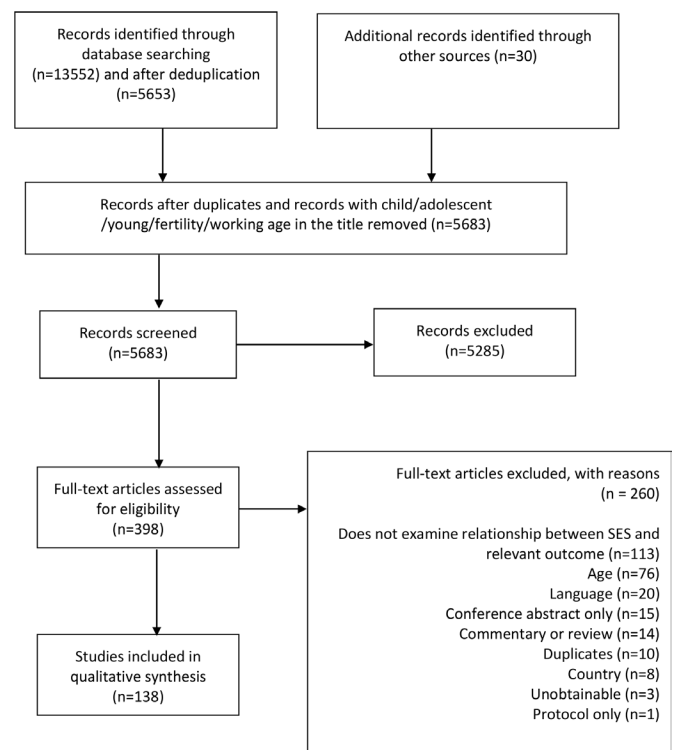 Records identified through
database searching
(n=13552) and after deduplication
(n=5653)
Additional records identified through
other sources (n=30)
Records after duplicates and records with child/adolescent
/young/fertility/working age in the title removed (n=5683)
Records screened
(n=5683)
Records excluded
(n=5285)
Full-text articles assessed
for eligibility
(n=398)
Full-text articles excluded, with reasons
(n = 260)
Does not examine relationship between SES and
relevant outcome (n=113)
Age (n=76)
Language (n=20)
Conference abstract only (n=15)
Commentary or review (n=14)
Duplicates (n=10)
Country (n=8)
Unobtainable (n=3)
Protocol only (n=1)
Studies included in
qualitative synthesis
(n=138)